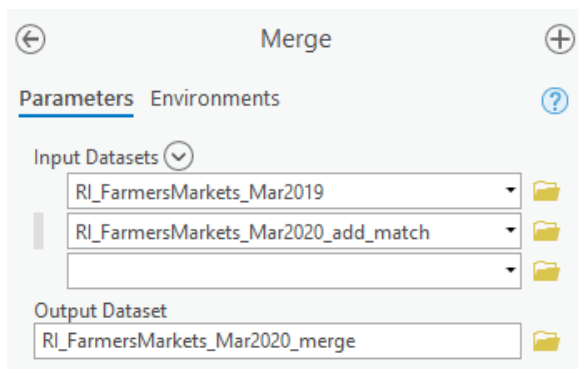 Merge
Parameters Environments
Input Datasets
RI_FarmersMarkets_Mar2019
RI_FarmersMarkets_Mar2020_add_match
Output Dataset
RI_FarmersMarkets_Mar2020_merge